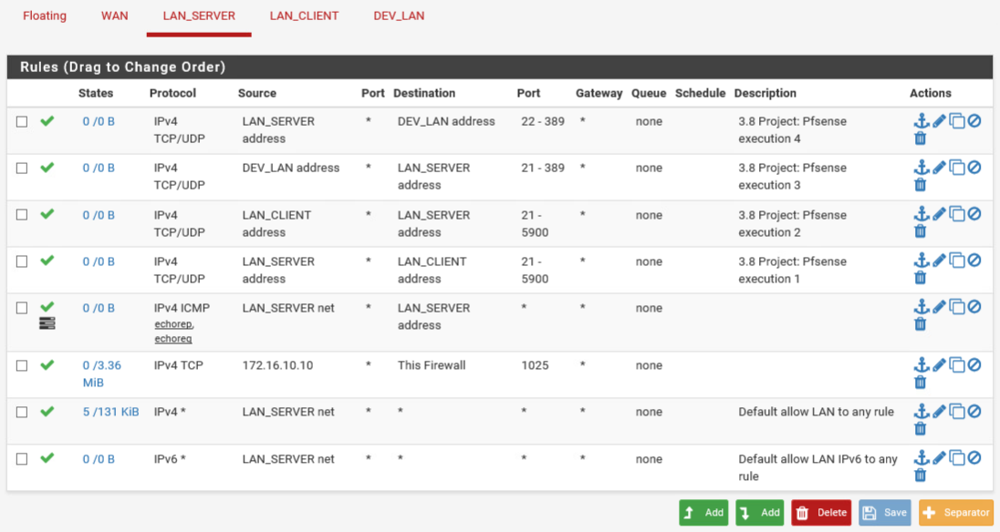 Floating WAN LAN_SERVER LAN_CLIENT DEV_LAN
Rules (Drag to Change Order)
States Protocol Source Port Destination Port Gateway Queue Schedule Description Actions
0 /0 B IPv4 LAN_SERVER * DEV_LAN address 22 - 389 * none 3.8 Project: Pfsense
TCP/UDP address execution 4
0 /0 B IPv4 DEV_LAN address * LAN_SERVER 21 - 389 * none 3.8 Project: Pfsense
TCP/UDP address execution 3
0 /0 B IPv4 LAN_CLIENT * LAN_SERVER 21 - * none 3.8 Project: Pfsense
TCP/UDP address address 5900 execution 2
0 /0 B IPv4 LAN_SERVER * LAN_CLIENT 21 - * none 3.8 Project: Pfsense
TCP/UDP address address 5900 execution 1
0 /0 B IPv4 ICMP LAN_SERVER net * LAN_SERVER * * none
echorep, address
echoreq
0 /3.36 IPv4 TCP 172.16.10.10 * This Firewall 1025 * none
MiB
5 /131 KiB IPv4 * LAN_SERVER net * * * * none Default allow LAN to any rule
0 /0 B IPv6 * LAN_SERVER net * * * * none Default allow LAN IPv6 to any
rule
Add Add Delete Save Separator